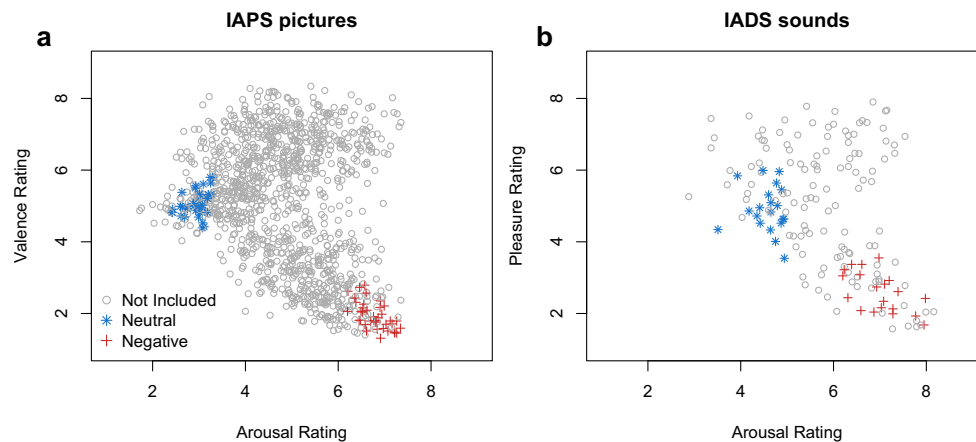 IAPS pictures
IADS sounds
a
b
Valence Rating
8
6
4
2
Not Included
Neutral
Negative
2
4
6
8
Arousal Rating
Pleasure Rating
8
6
4
2
2
4
6
8
Arousal Rating